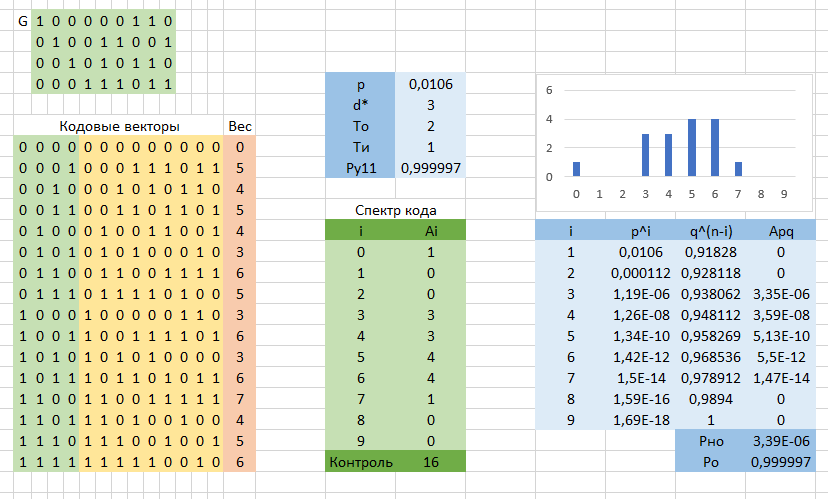 G 1 0 0 0 0 0 1 1 0
0 1 0 0 1 1 0 0 1
0 0 1 0 1 0 1 1 0
0 0 0 1 1 1 0 1 1
Кодовые векторы Вес
0 0 0 0 0 0 0 0 0 0 0 0 0 0
0 0 0 1 0 0 0 1 1 1 0 1 1 5
0 0 1 0 0 0 1 0 1 0 1 1 0 4
0 0 1 1 0 0 1 1 0 1 1 0 1 5
0 1 0 0 0 1 0 0 1 1 0 0 1 4
0 1 0 1 0 1 0 1 0 0 0 1 0 3
0 1 1 0 0 1 1 0 0 1 1 1 1 6
0 1 1 1 0 1 1 1 1 0 1 0 0 5
1 0 0 0 1 0 0 0 0 0 1 1 0 3
1 0 0 1 1 0 0 1 1 1 1 0 1 6
1 0 1 0 1 0 1 0 1 0 0 0 0 3
1 0 1 1 1 0 1 1 0 1 0 1 1 6
1 1 0 0 1 1 0 0 1 1 1 1 1 7
1 1 0 1 1 1 0 1 0 0 1 0 0 4
1 1 1 0 1 1 1 0 0 1 0 0 1 5
1 1 1 1 1 1 1 1 1 0 0 1 0 6
p 0,0106
d* 3
То 2
Ти 1
Ру11 0,999997
Спектр кода
i Ai
0 1
1 0
2 0
3 3
4 3
5 4
6 4
7 1
8 0
9 0
Контроль 16
6
4
2
0
0 1 2 3 4 5 6 7 8 9
i p^i q^(n-i) Apq
1 0,0106 0,91828 0
2 0,000112 0,928118 0
3 1,19E-06 0,938062 3,35E-06
4 1,26E-08 0,948112 3,59E-08
5 1,34E-10 0,958269 5,13E-10
6 1,42E-12 0,968536 5,5E-12
7 1,5E-14 0,978912 1,47E-14
8 1,59E-16 0,9894 0
9 1,69E-18 1 0
Рно 3,39E-06
Ро 0,999997